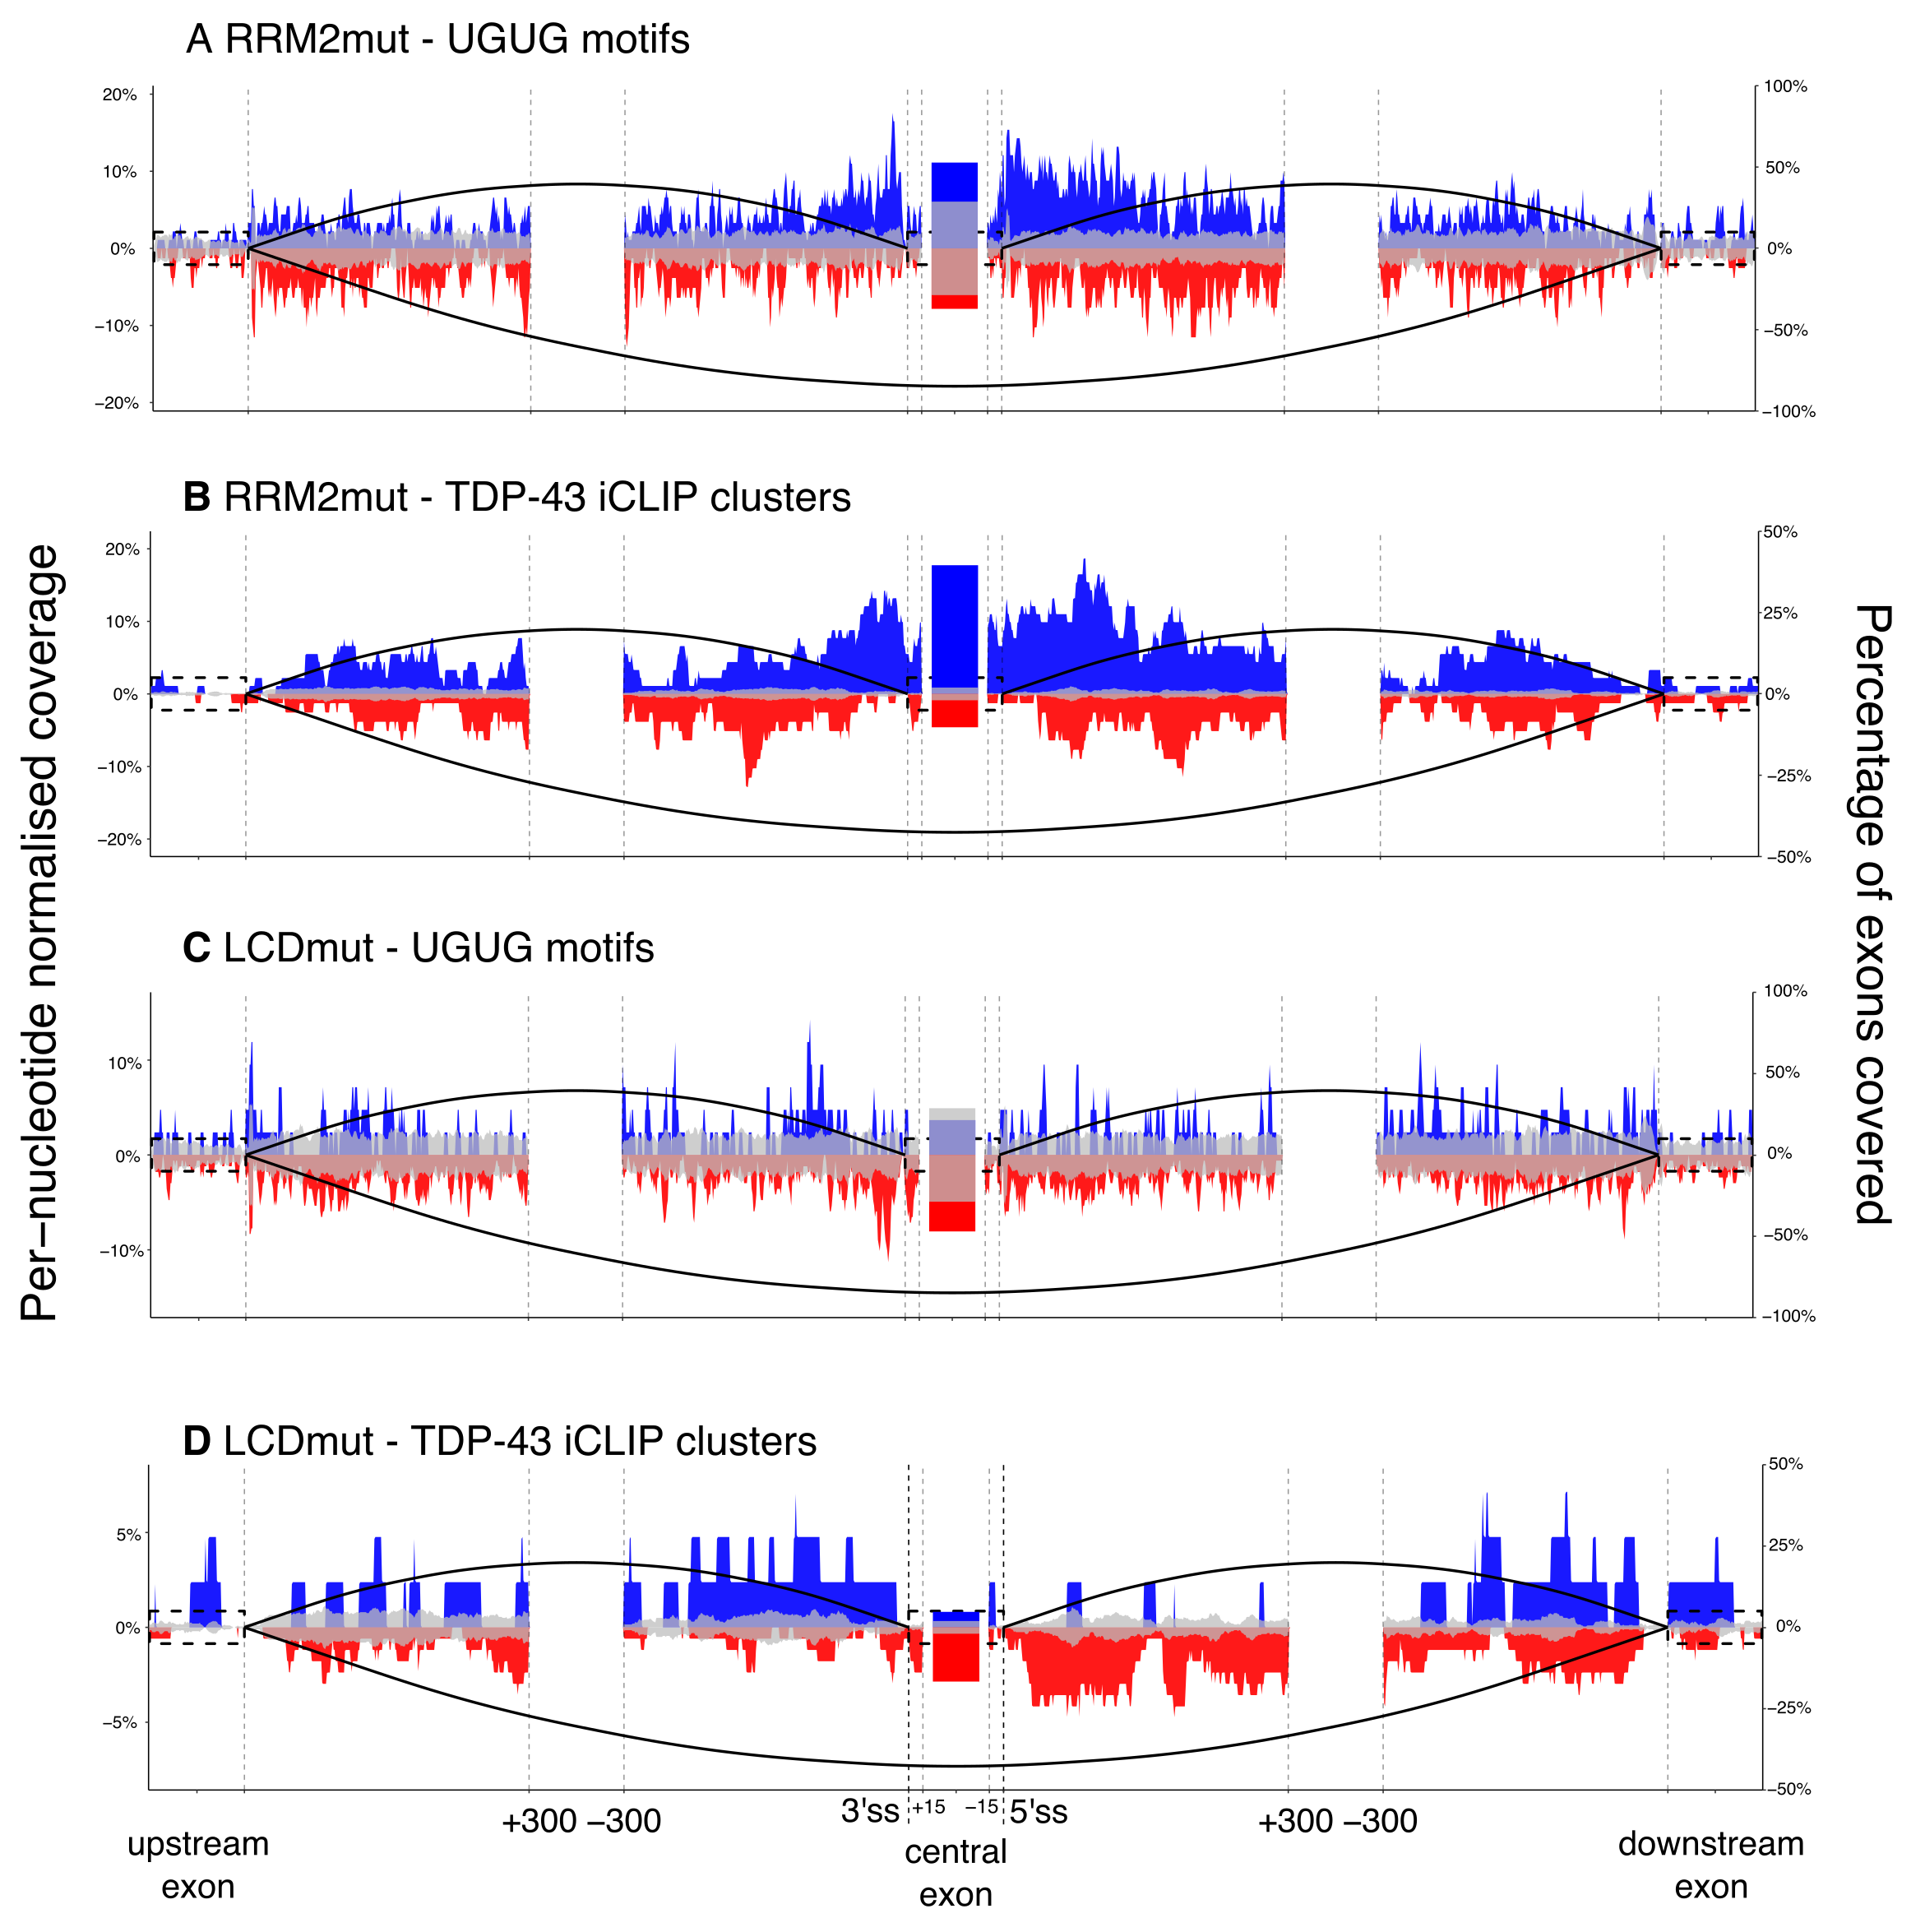 A RRM2mut - UGUG motifs
20%
10%
0%
−10%
−20%
100%
50%
0%
−50%
−100%
B RRM2mut - TDP-43 iCLIP clusters
20%
10%
0%
−10%
−20%
50%
25%
0%
−25%
−50%
Per−nucleotide normalised coverage
Percentage of exons covered
C LCDmut - UGUG motifs
10%
0%
−10%
100%
50%
0%
−50%
−100%
D LCDmut - TDP-43 iCLIP clusters
5%
0%
−5%
50%
25%
0%
−25%
−50%
+300 −300 3'ss +15 −15 5'ss +300 −300
upstream
exon
central
exon
downstream
exon